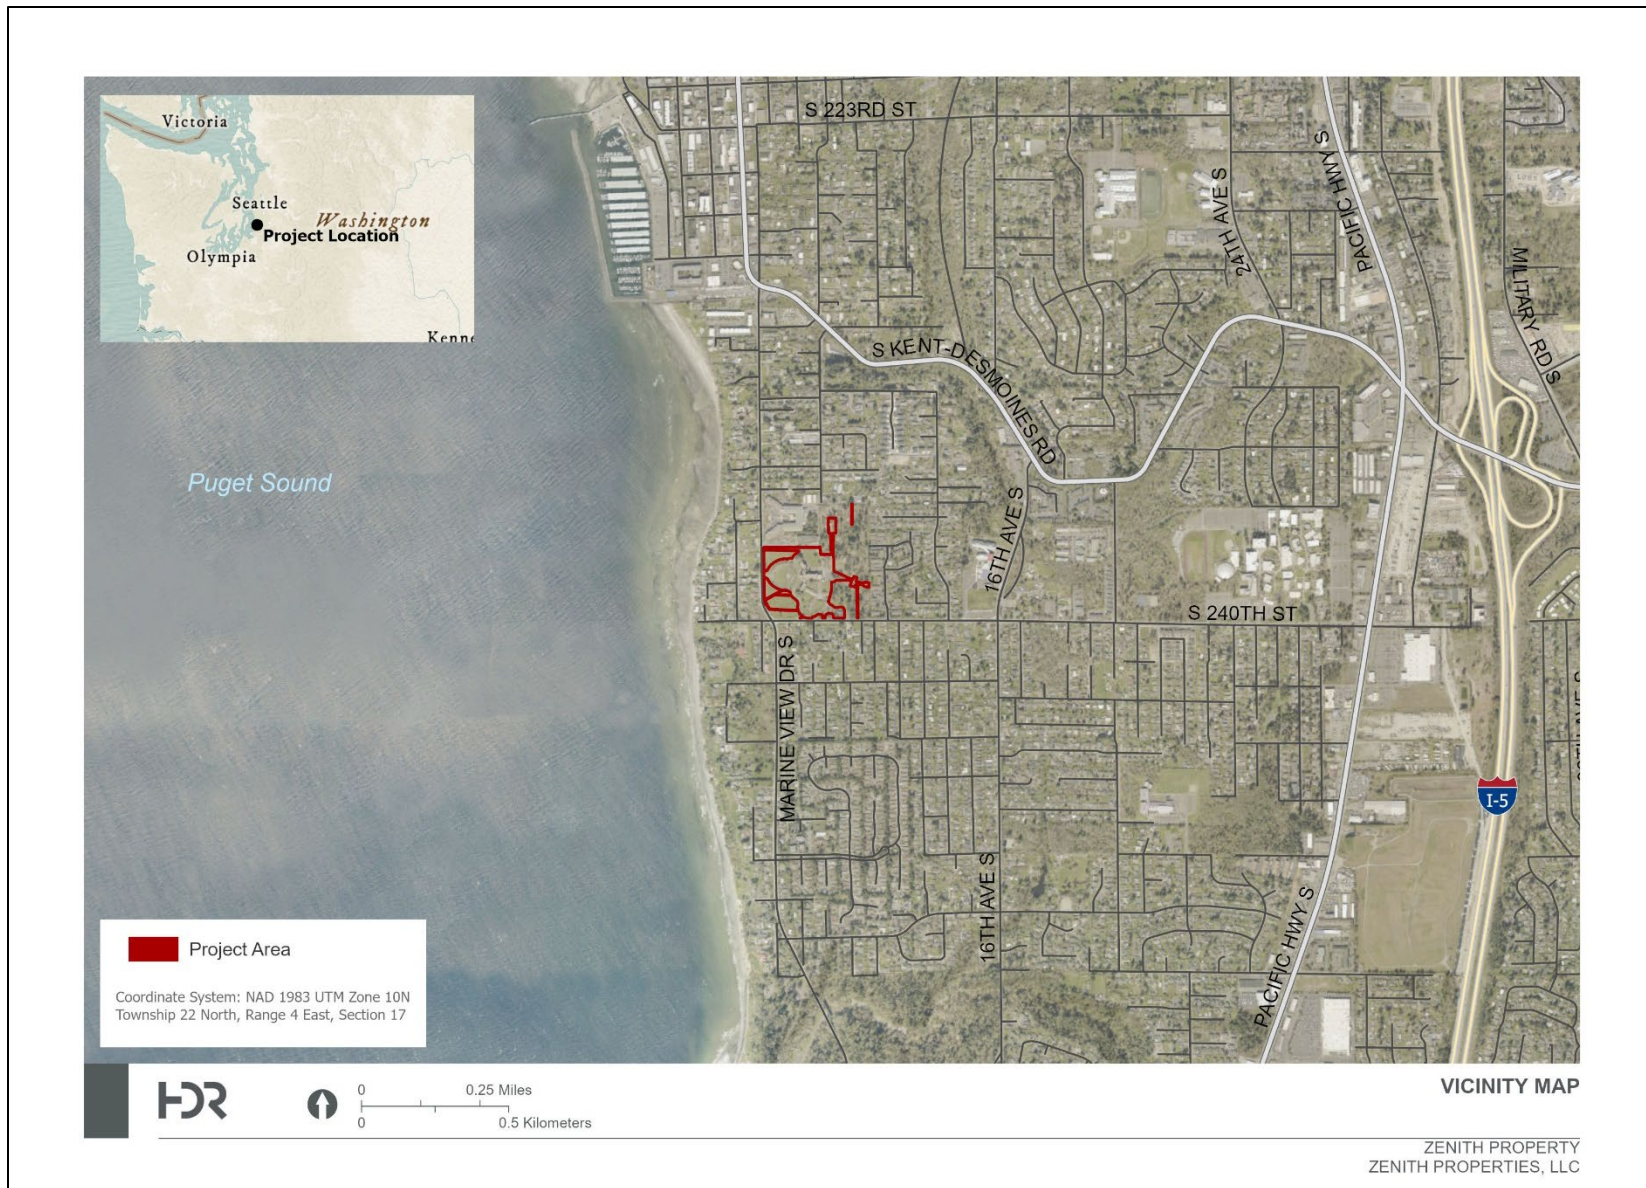 Victoria
Seattle
Washington
Project Location
Olympia
Kenne
S 223RD ST
24TH AVE S
PACIFIC HWY S
MILITARY RD S
S KENT-DESMOINES RD
Puget Sound
16TH AVE S
S 240TH ST
MARINE VIEW DR S
I-5
16TH AVE S
PACIFIC HWY S
Project Area
Coordinate System: NAD 1983 UTM Zone 10N
Township 22 North, Range 4 East, Section 17
HDR
0 0.25 Miles
0 0.5 Kilometers
VICINITY MAP
ZENITH PROPERTY
ZENITH PROPERTIES, LLC